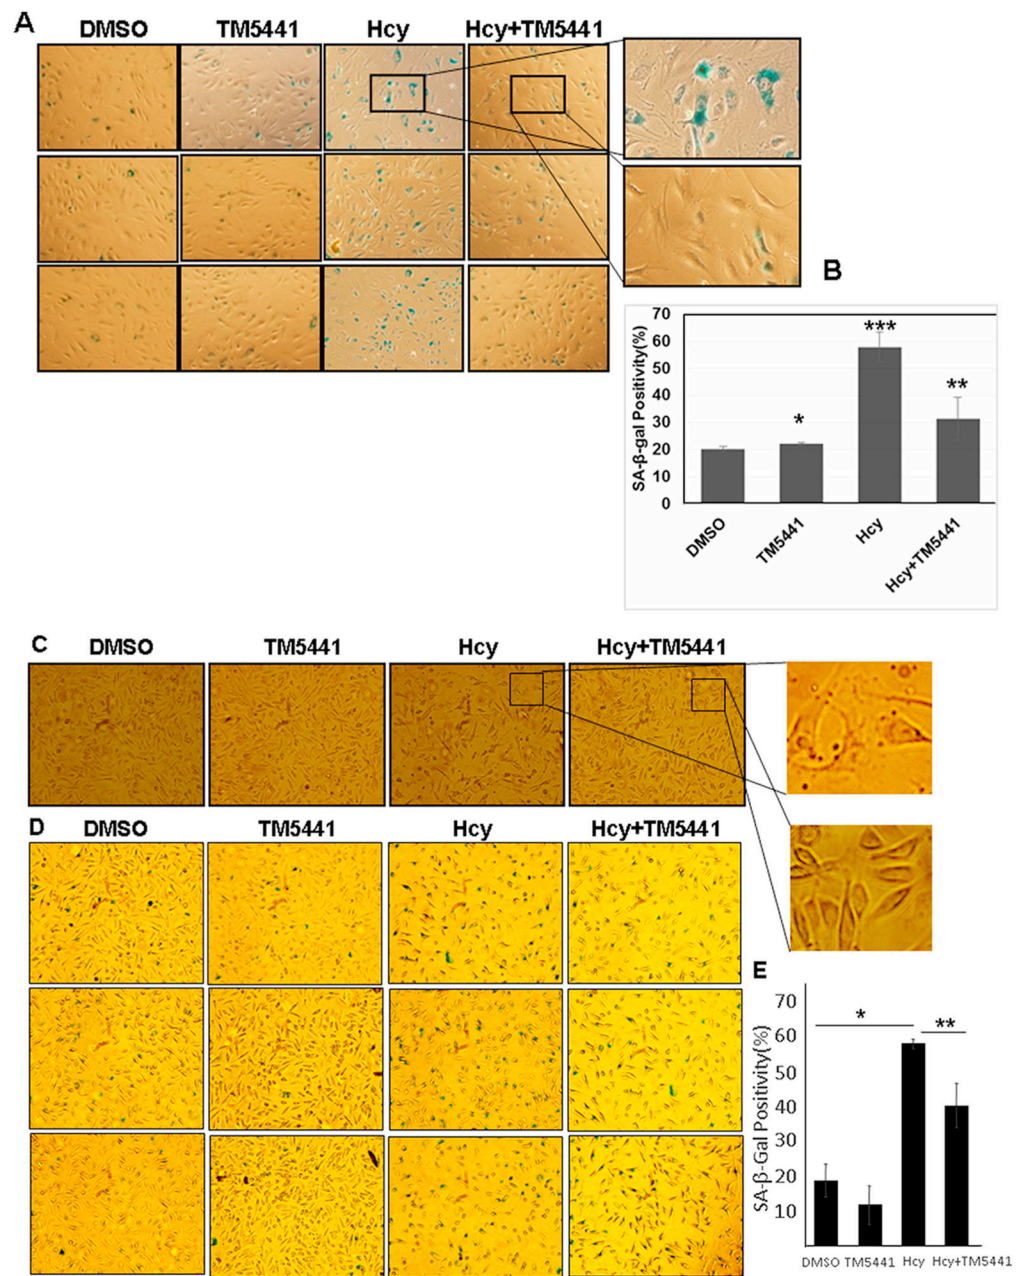 A
DMSO TM5441 Hcy Hcy+TM5441
B
SA-β-gal Positivity(%)
70
60
50
40
30
20
10
0
*
***
**
DMSO
TM5441
Hcy
Hcy+TM5441
C
DMSO TM5441 Hcy Hcy+TM5441
D
DMSO TM5441 Hcy Hcy+TM5441
E
SA-β-Gal Positivity(%)
70
60
50
40
30
20
10
*
**
DMSO TM5441 Hcy Hcy+TM5441